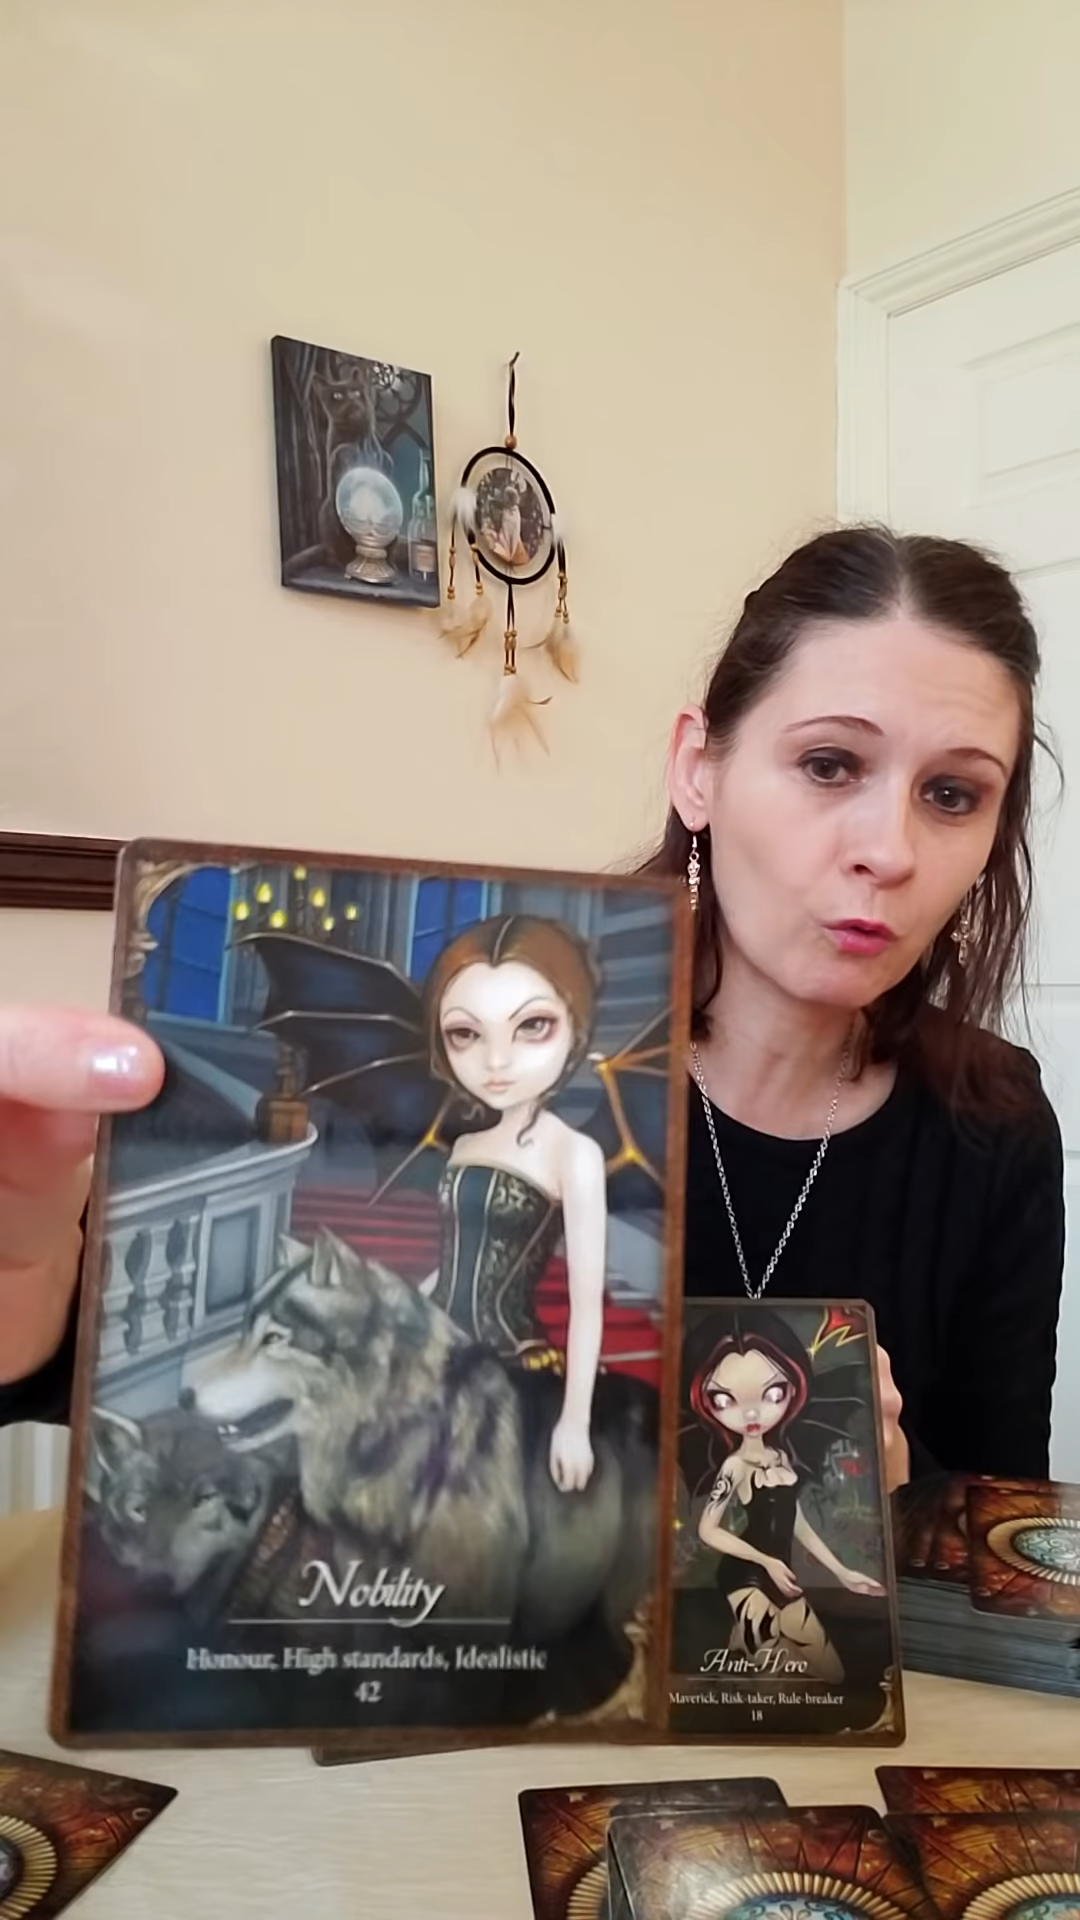 Nobility
Honour, High standards, Idealistic
42
Anti-Hero
Maverick, Risk-taker, Rule-breaker
18